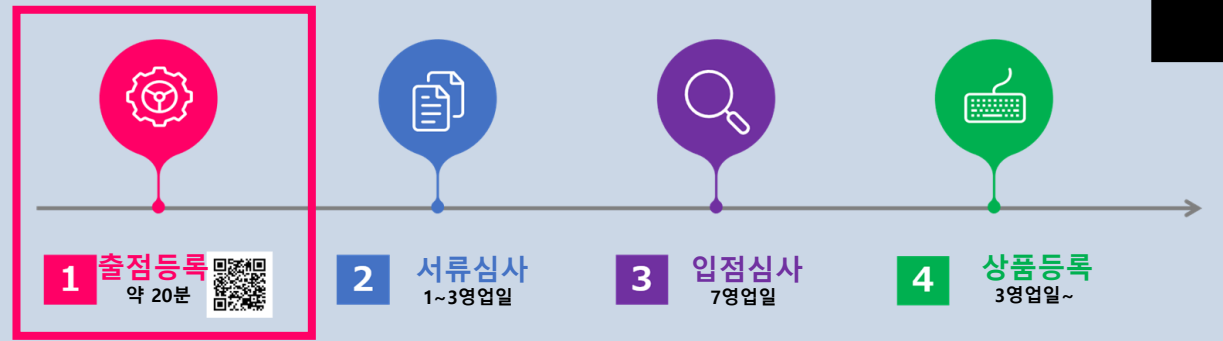 1 출점등록
약 20분
2 서류심사
1~3영업일
3 입점심사
7영업일
4 상품등록
3영업일~